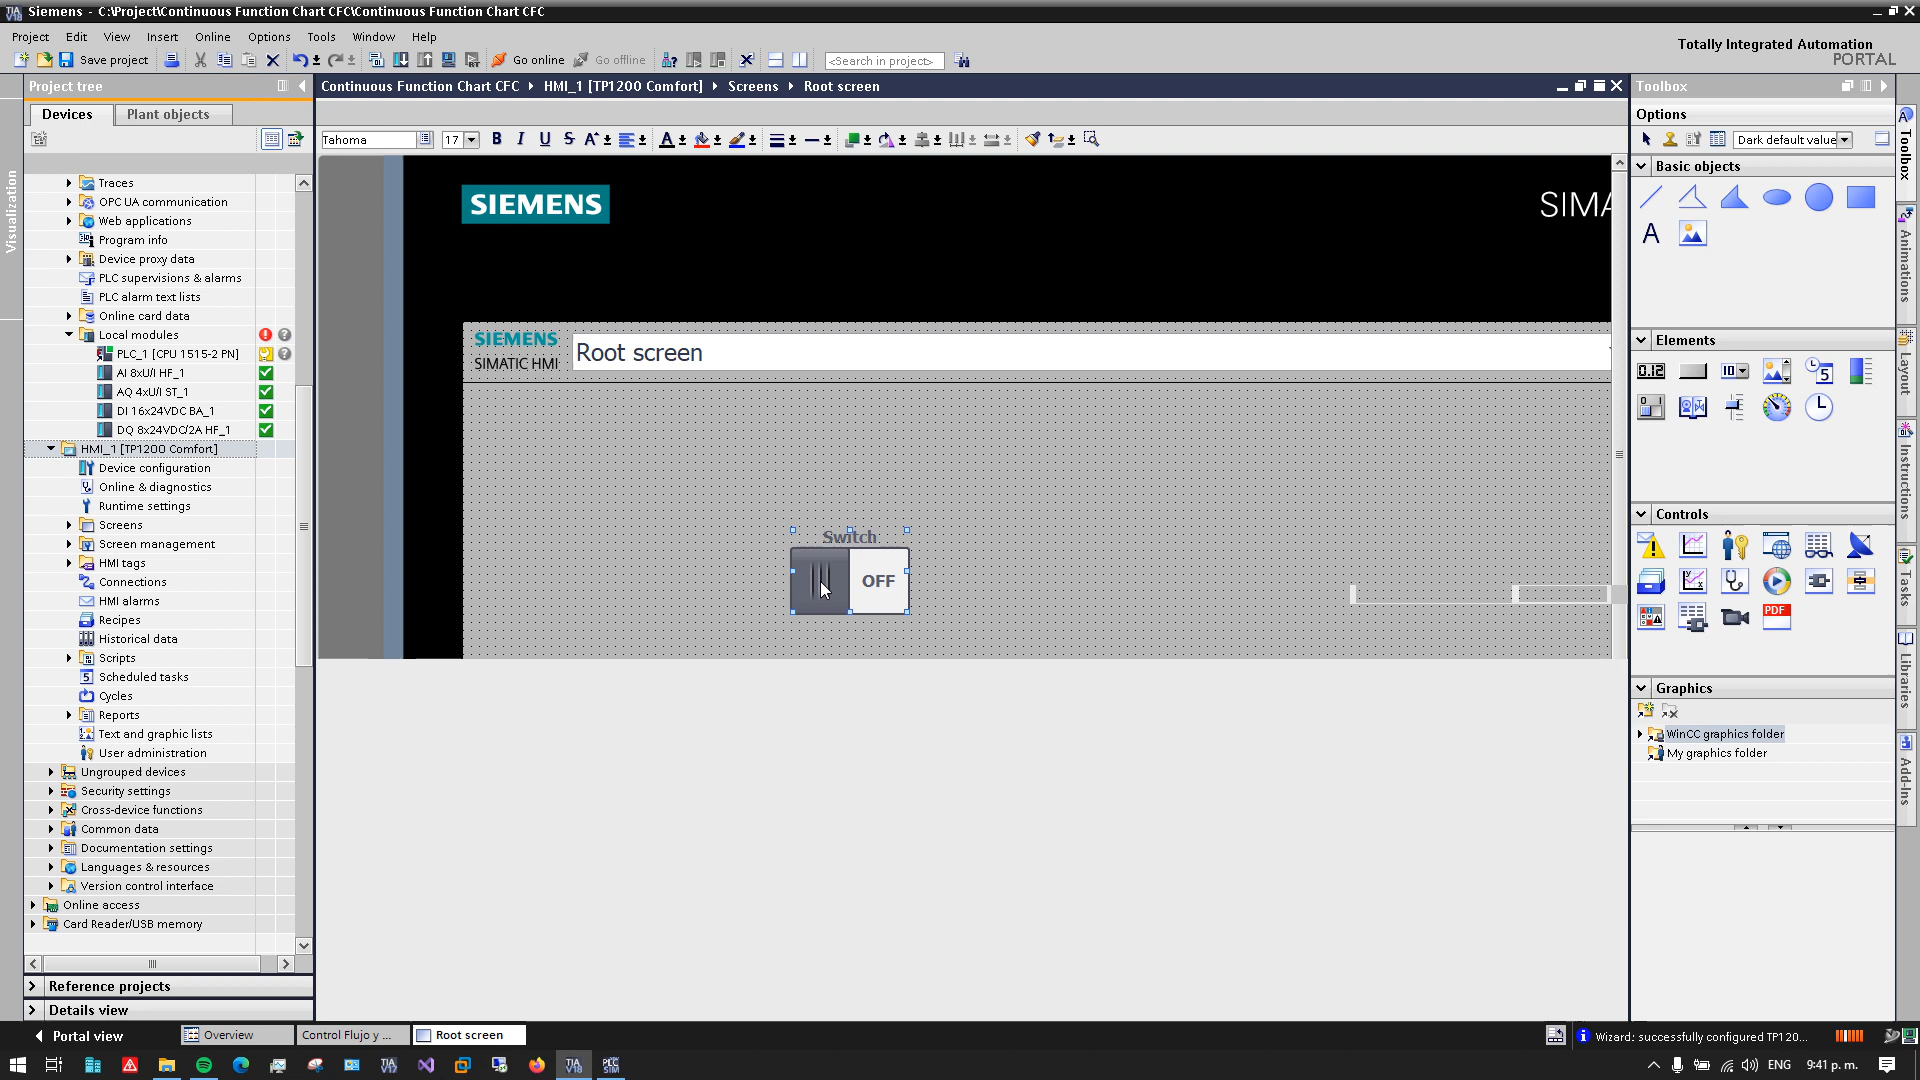 Siemens - C:\Project\Continuous Function Chart CFC\Continuous Function Chart CFC
Project Edit View Insert Online Options Tools Window Help
Totally Integrated Automation
PORTAL
Save project
Go online
Go offline
<Search in project>
Project tree
Continuous Function Chart CFC
HMI_1 [TP1200 Comfort]
Screens
Root screen
Toolbox
Devices
Plant objects
Options
Tahoma
17
B I U S
Dark default value
Visualization
Traces
OPC UA communication
Web applications
Program info
Device proxy data
PLC supervisions & alarms
PLC alarm text lists
Online card data
Local modules
PLC_1 [CPU 1515-2 PN]
AI 8xU/I HF_1
AQ 4xU/I ST_1
DI 16x24VDC BA_1
DQ 8x24VDC/2A HF_1
HMI_1 [TP1200 Comfort]
Device configuration
Online & diagnostics
Runtime settings
Screens
Screen management
HMI tags
Connections
HMI alarms
Recipes
Historical data
Scripts
Scheduled tasks
Cycles
Reports
Text and graphic lists
User administration
Ungrouped devices
Security settings
Cross-device functions
Common data
Documentation settings
Languages & resources
Version control interface
Online access
Card Reader/USB memory
Reference projects
Details view
SIEMENS
SIMA
SIEMENS
SIMATIC HMI
Root screen
Switch
OFF
Basic objects
A
Elements
0.12
10
5
Controls
PDF
Graphics
WinCC graphics folder
My graphics folder
Toolbox
Animations
Layout
Instructions
Tasks
Libraries
Add-Ins
Portal view
Overview
Control Flujo y ...
Root screen
Wizard: successfully configured TP120...
ENG
9:41 p. m.